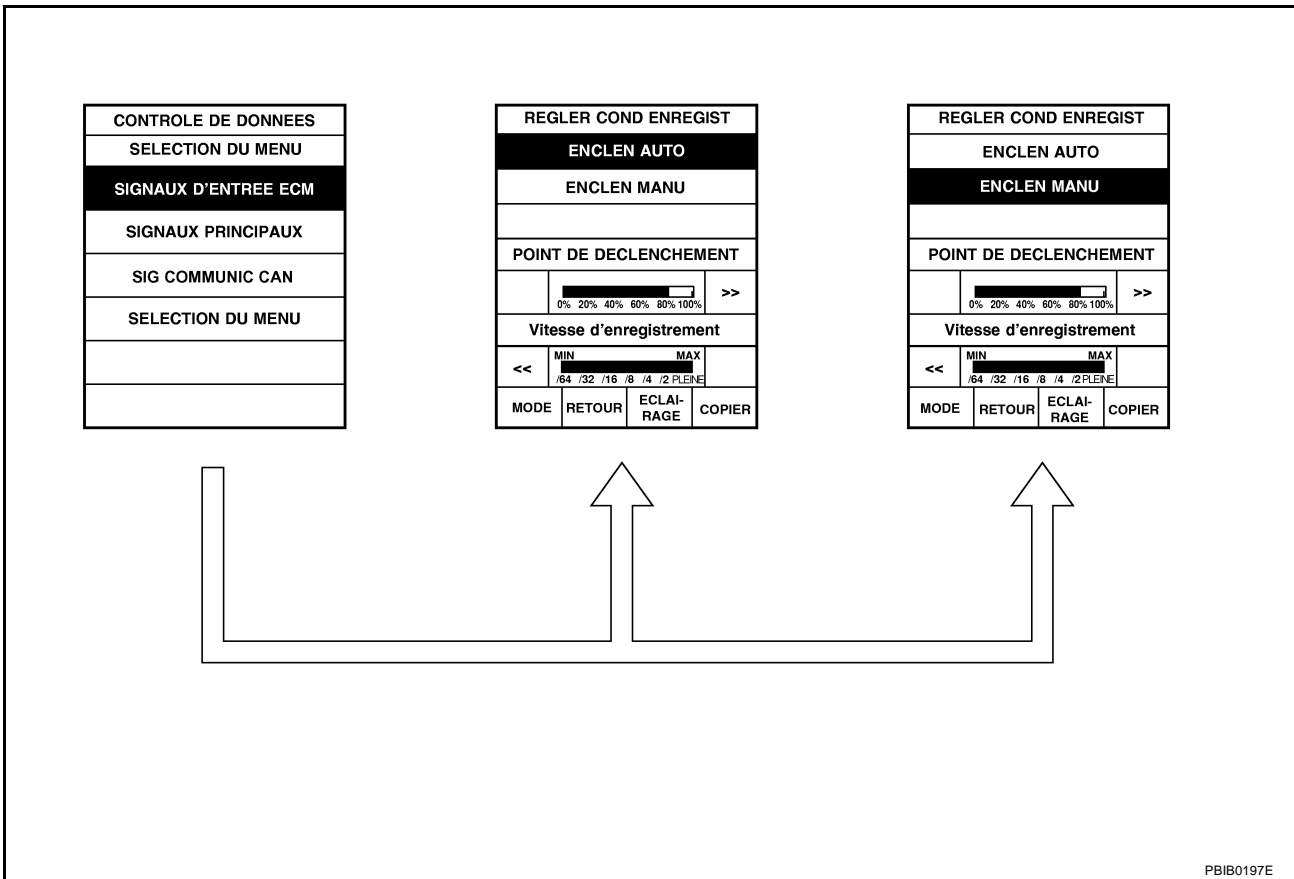 CONTROLE DE DONNEES
SELECTION DU MENU
SIGNAUX D'ENTREE ECM
SIGNAUX PRINCIPAUX
SIG COMMUNIC CAN
SELECTION DU MENU
REGLER COND ENREGIST
ENCLEN AUTO
ENCLEN MANU
POINT DE DECLENCHEMENT
>>
0% 20% 40% 60% 80% 100%
Vitesse d'enregistrement
MIN MAX
<<
/64 /32 /16 /8 /4 /2 PLEINE
MODE RETOUR ECLAI-
RAGE COPIER
REGLER COND ENREGIST
ENCLEN AUTO
ENCLEN MANU
POINT DE DECLENCHEMENT
>>
0% 20% 40% 60% 80% 100%
Vitesse d'enregistrement
MIN MAX
<<
/64 /32 /16 /8 /4 /2 PLEINE
MODE RETOUR ECLAI-
RAGE COPIER
PBIB0197E